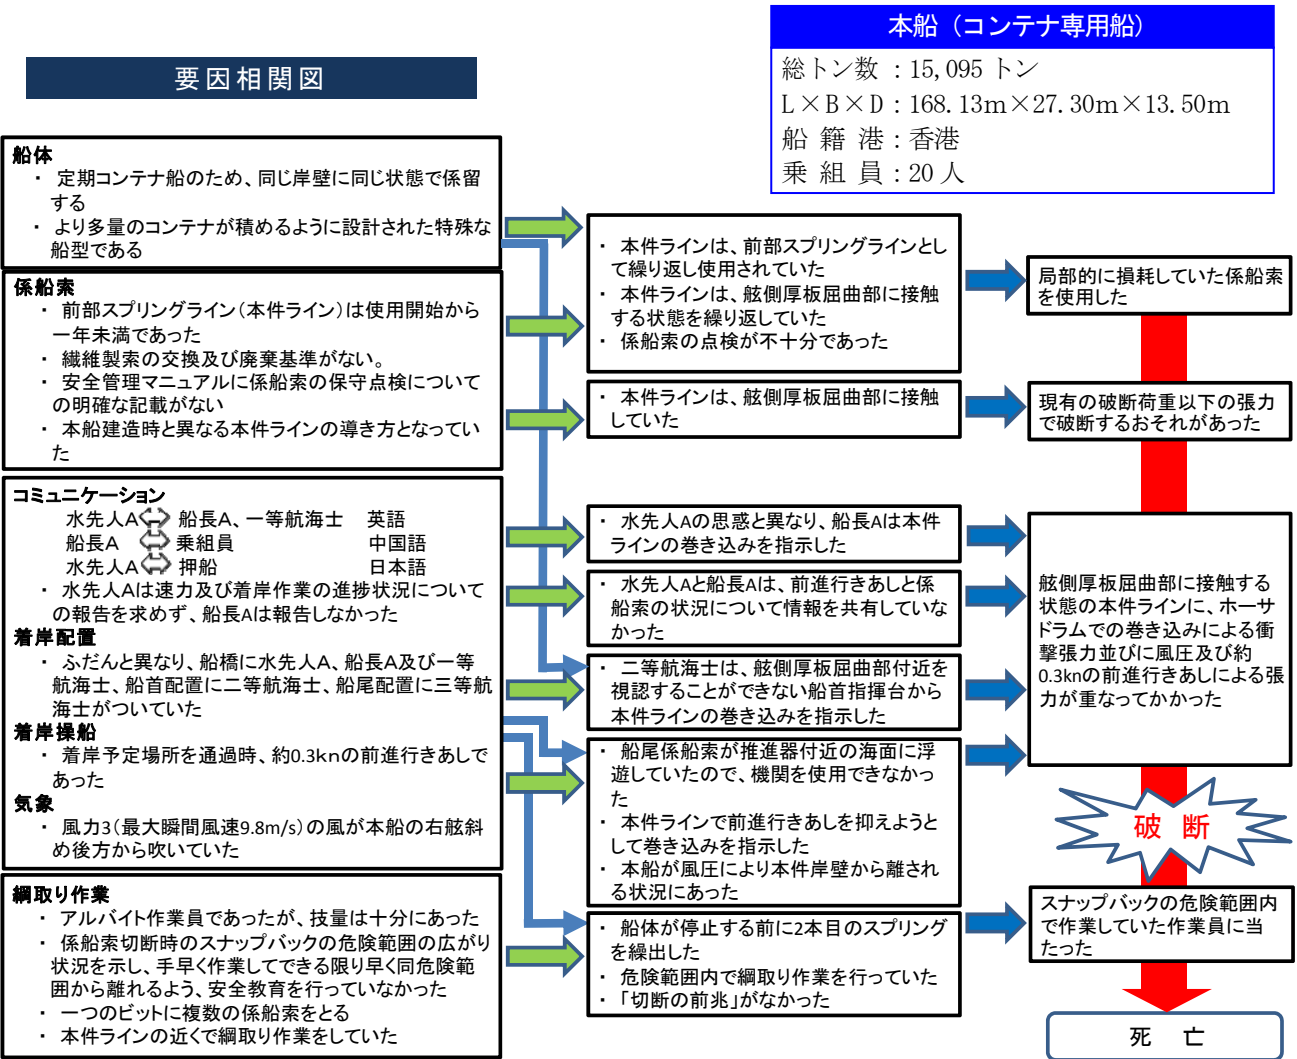 本船（コンテナ専用船）
総トン数：15,095 トン
L×B×D：168.13m×27.30m×13.50m
船 籍 港：香港
乗 組 員：20 人
要因相関図
船体
・ 定期コンテナ船のため、同じ岸壁に同じ状態で係留
する
・ より多量のコンテナが積めるように設計された特殊な
船型である
係船索
・ 前部スプリングライン（本件ライン）は使用開始から
一年未満であった
・ 繊維製索の交換及び廃棄基準がない。
・ 安全管理マニュアルに係船索の保守点検について
の明確な記載がない
・ 本船建造時と異なる本件ラインの導き方となってい
た
コミュニケーション
水先人A⇔ 船長A、一等航海士 英語
船長A ⇔乗組員 中国語
水先人A⇔押船 日本語
・ 水先人Aは速力及び着岸作業の進捗状況について
の報告を求めず、船長Aは報告しなかった
着岸配置
・ ふだんと異なり、船橋に水先人A、船長A及び一等
航海士、船首配置に二等航海士、船尾配置に三等航
海士がついていた
着岸操船
・ 着岸予定場所を通過時、約0.3knの前進行きあしで
あった
気象
・ 風力3（最大瞬間風速9.8m/s）の風が本船の右舷斜
め後方から吹いていた
綱取り作業
・ アルバイト作業員であったが、技量は十分にあった
・ 係船索切断時のスナップバックの危険範囲の広がり
状況を示し、手早く作業してできる限り早く同危険範
囲から離れるよう、安全教育を行っていなかった
・ 一つのビットに複数の係船索をとる
・ 本件ラインの近くで綱取り作業をしていた
・ 本件ラインは、前部スプリングラインとし
て繰り返し使用されていた
・ 本件ラインは、舷側厚板屈曲部に接触
する状態を繰り返していた
・ 係船索の点検が不十分であった
・ 本件ラインは、舷側厚板屈曲部に接触
していた
・ 水先人Aの思惑と異なり、船長Aは本件
ラインの巻き込みを指示した
・ 水先人Aと船長Aは、前進行きあしと係
船索の状況について情報を共有していな
かった
・ 二等航海士は、舷側厚板屈曲部付近を
視認することができない船首指揮台から
本件ラインの巻き込みを指示した
・ 船尾係船索が推進器付近の海面に浮
遊していたので、機関を使用できなかっ
た
・ 本件ラインで前進行きあしを抑えようと
して巻き込みを指示した
・ 本船が風圧により本件岸壁から離され
る状況にあった
・ 船体が停止する前に2本目のスプリング
を繰出した
・ 危険範囲内で綱取り作業を行っていた
・ 「切断の前兆」がなかった
局部的に損耗していた係船索
を使用した
現有の破断荷重以下の張力
で破断するおそれがあった
舷側厚板屈曲部に接触する
状態の本件ラインに、ホーサ
ドラムでの巻き込みによる衝
撃張力並びに風圧及び約
0.3knの前進行きあしによる張
力が重なってかかった
破 断
スナップバックの危険範囲内
で作業していた作業員に当
たった
死 亡